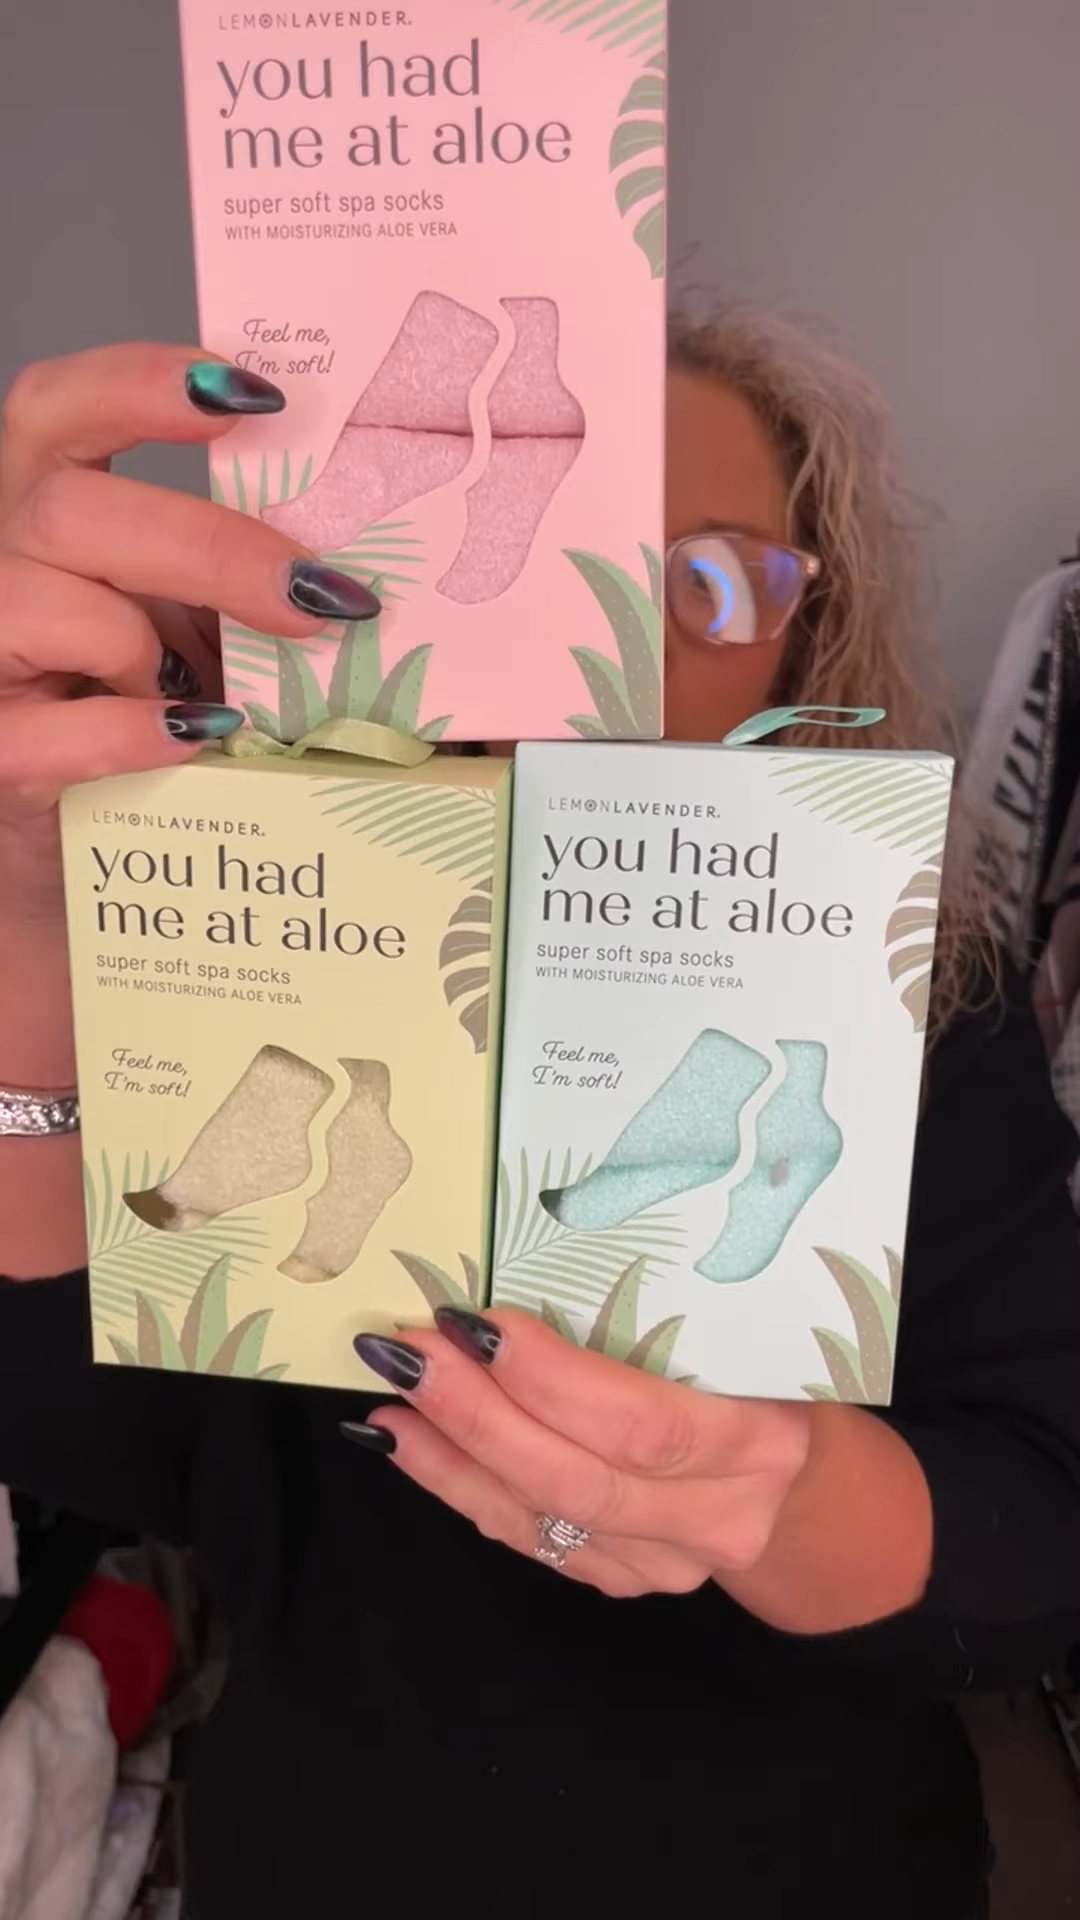 LEMONLAVENDER.
you had
me at aloe
super soft spa socks
WITH MOISTURIZING ALOE VERA
Feel me,
I'm soft!
LEMONLAVENDER.
you had
me at aloe
super soft spa socks
WITH MOISTURIZING ALOE VERA
Feel me,
I'm soft!
LEMONLAVENDER.
you had
me at aloe
super soft spa socks
WITH MOISTURIZING ALOE VERA
Feel me,
I'm soft!